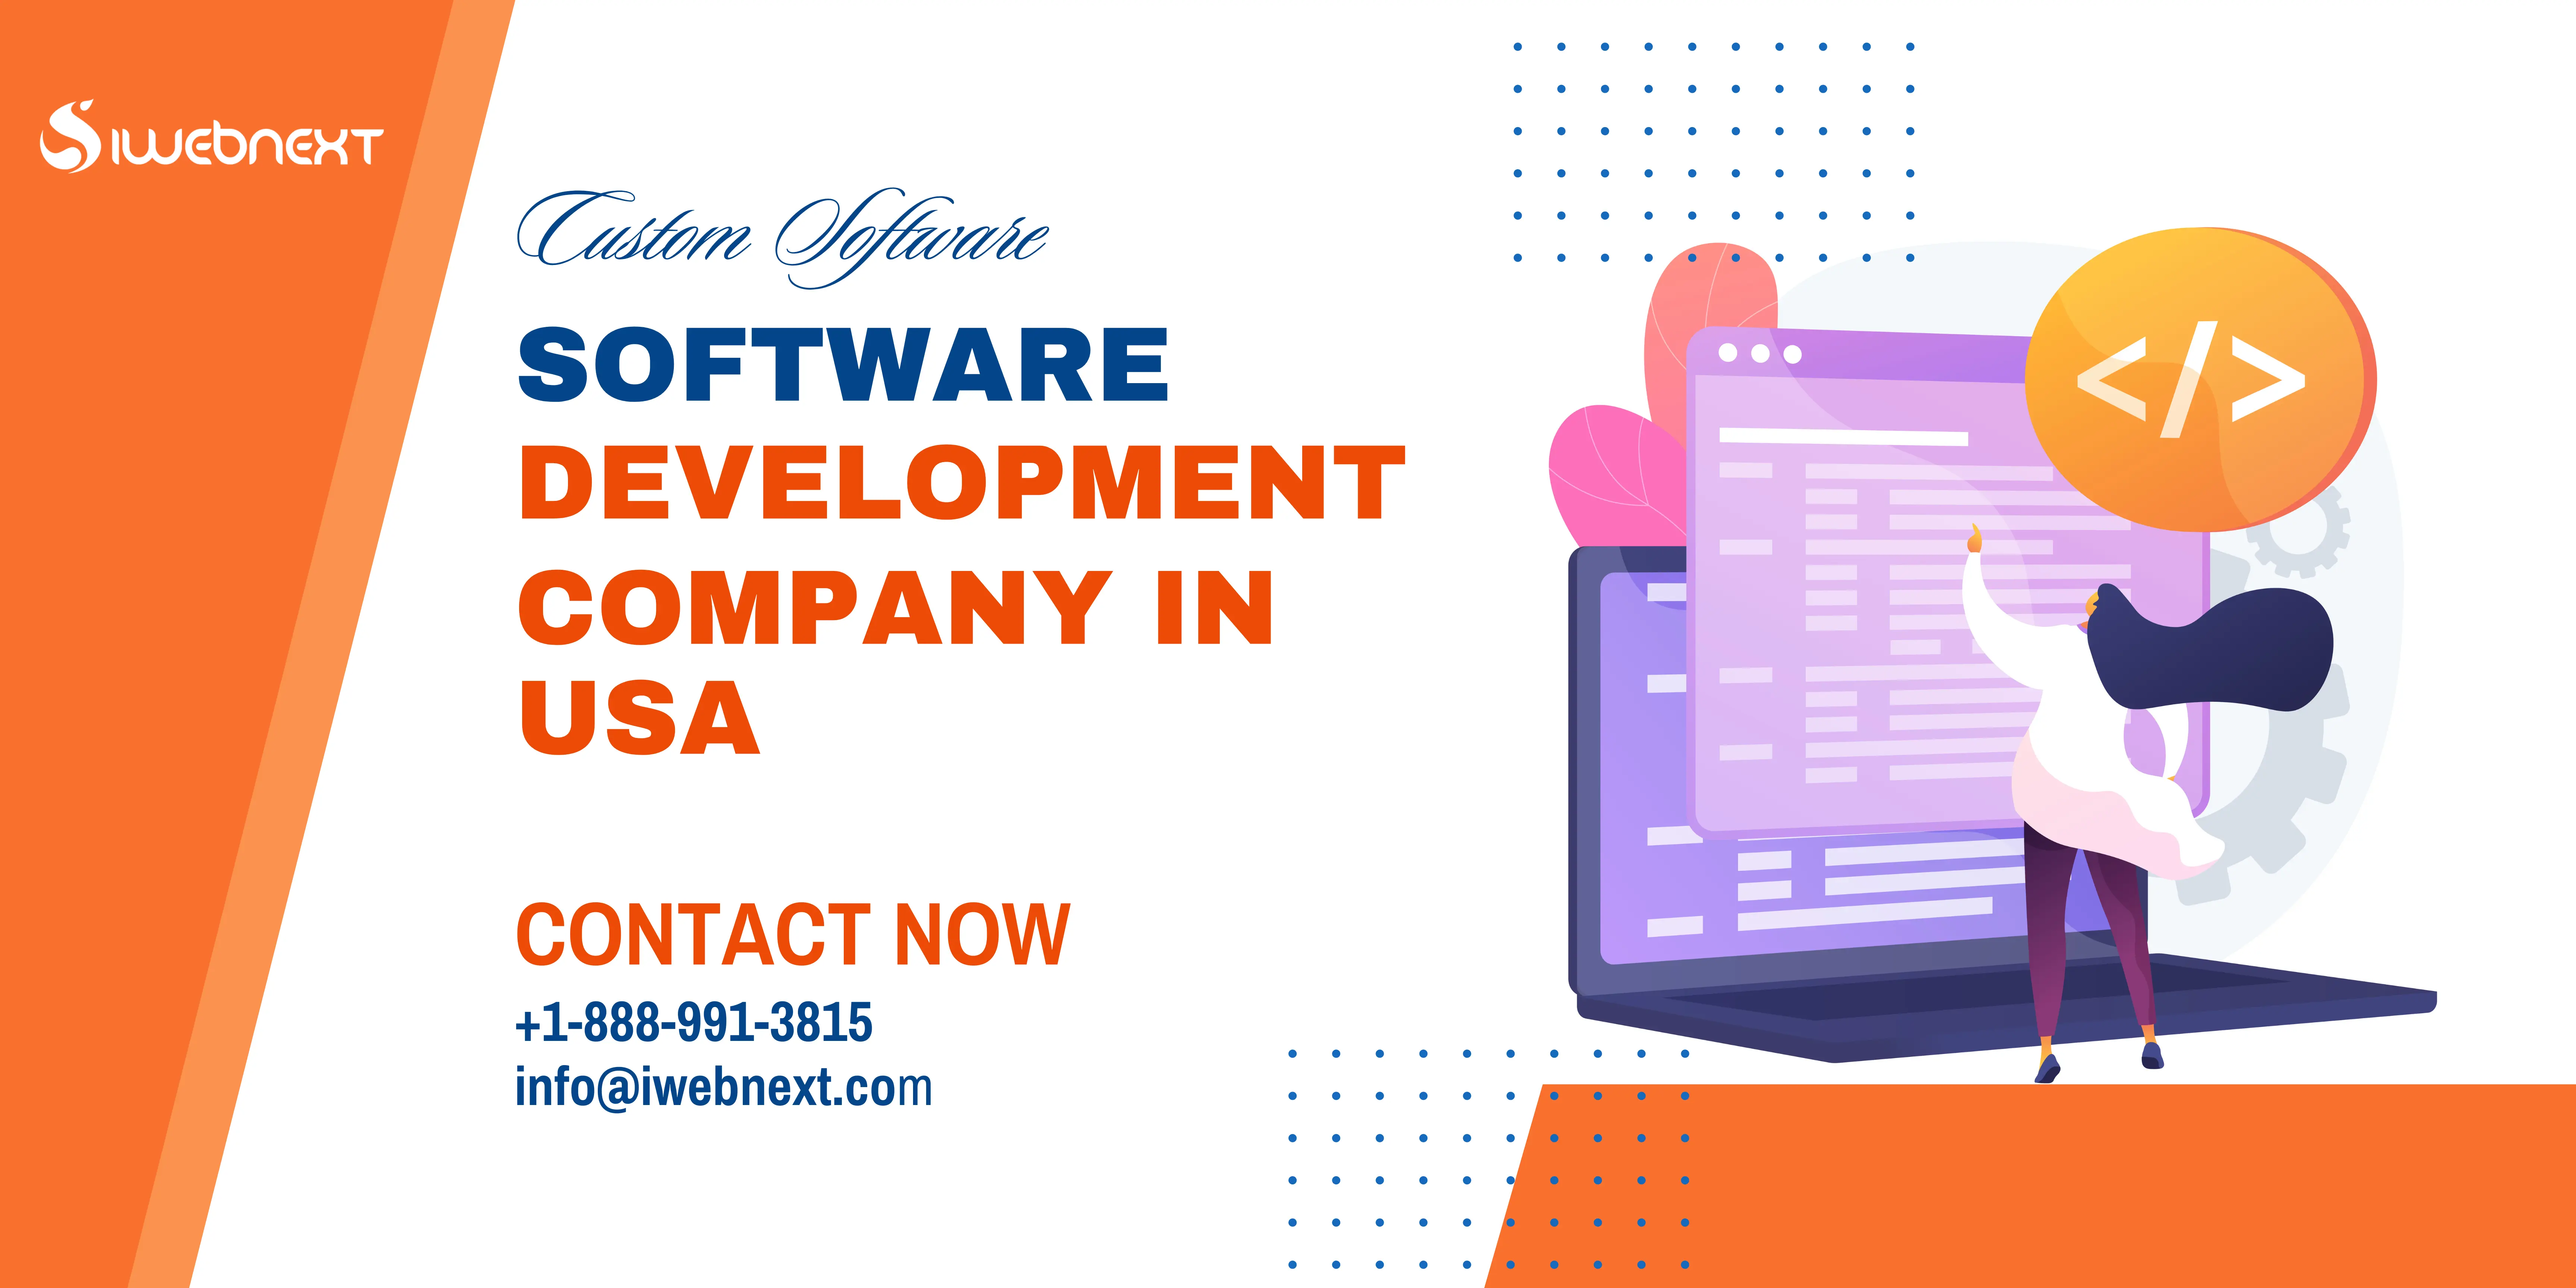 iwebnext
Custom Software
SOFTWARE
DEVELOPMENT
COMPANY IN
USA
CONTACT NOW
+1-888-991-3815
info@iwebnext.com
</>